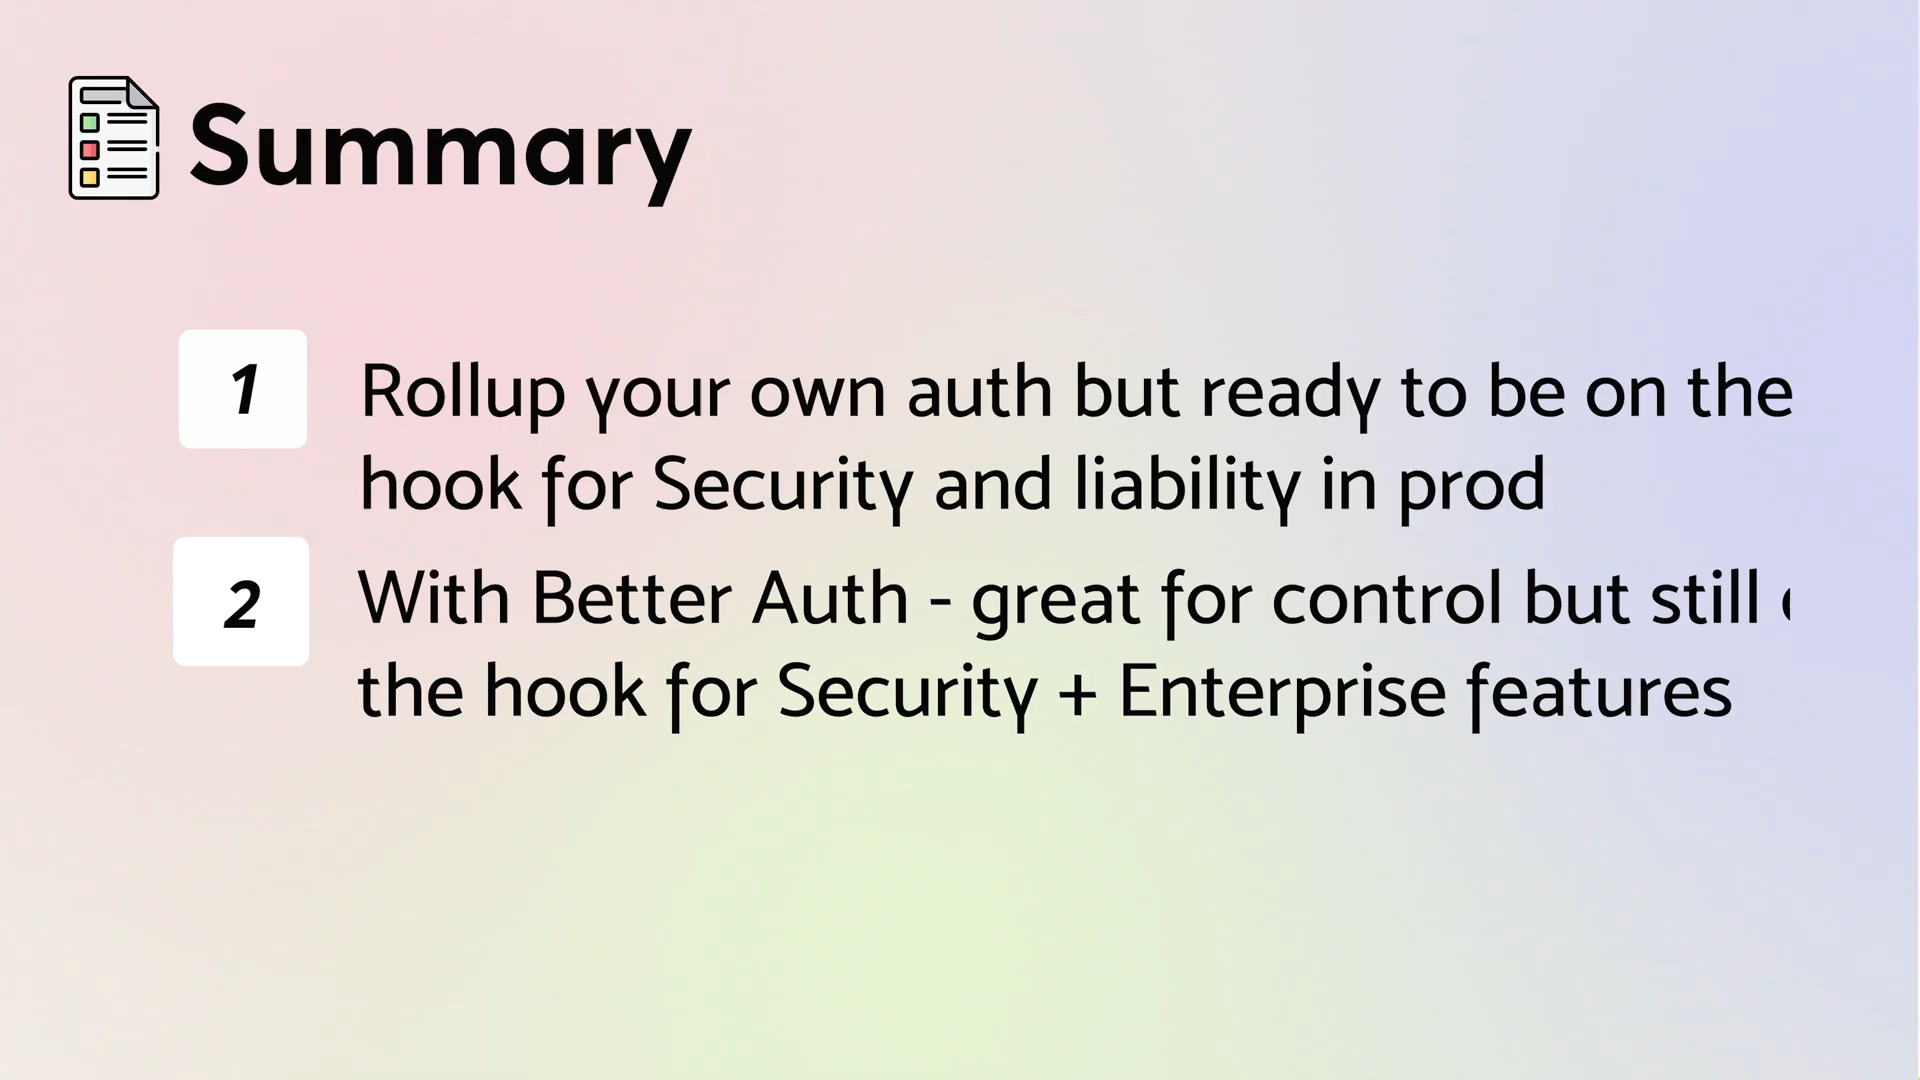 Summary
1
Rollup your own auth but ready to be on the
hook for Security and liability in prod
2
With Better Auth - great for control but still
the hook for Security + Enterprise features